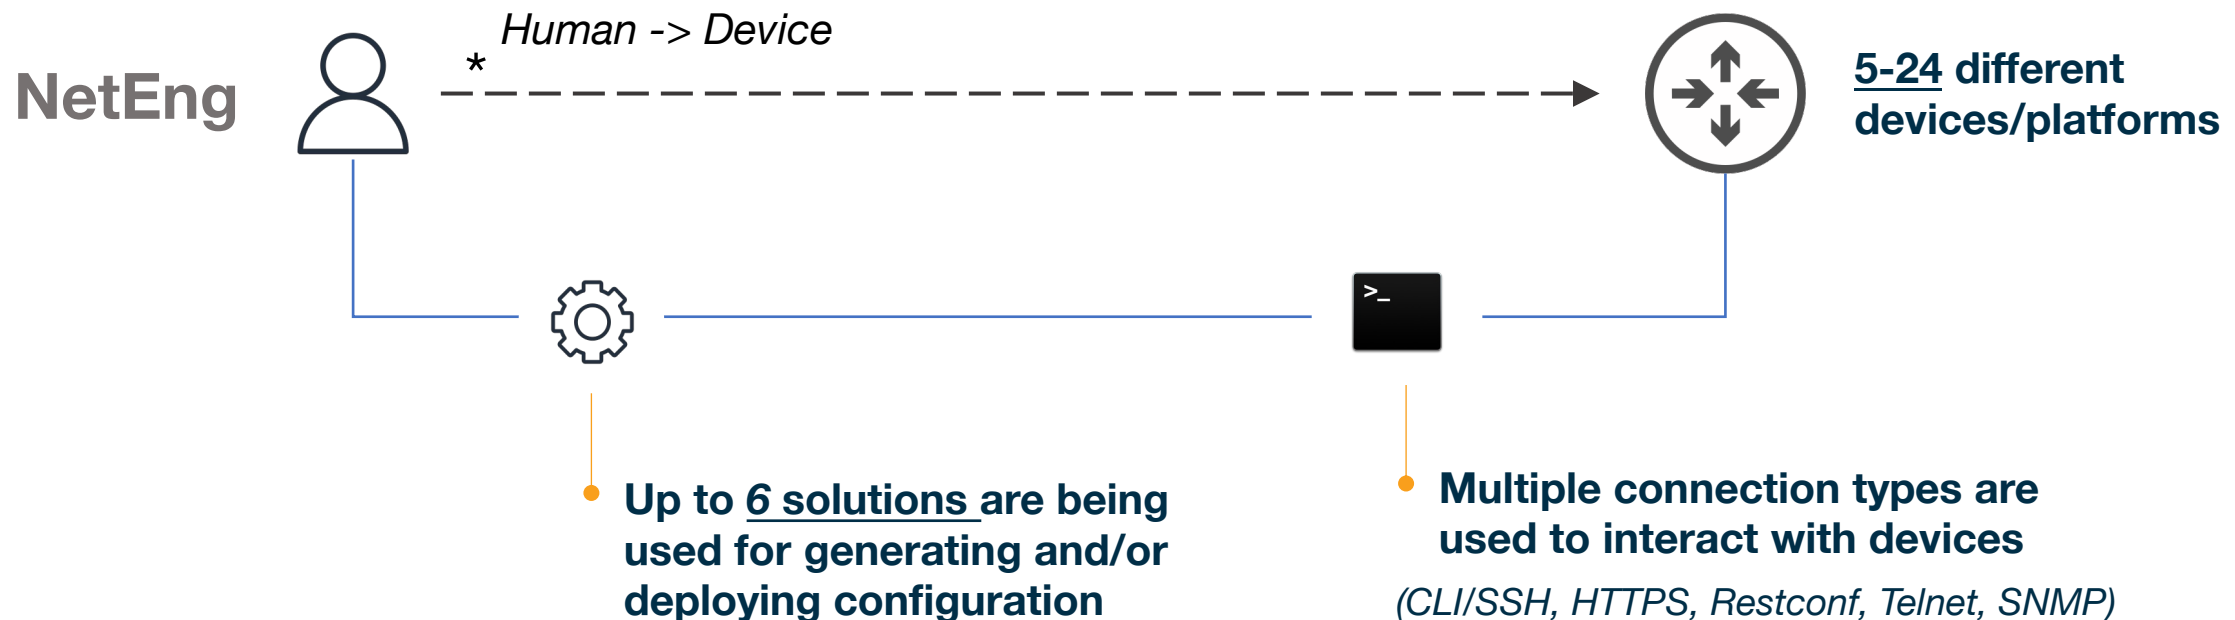 Human -> Device
*
NetEng
5-24 different
devices/platforms
>_
Up to 6 solutions are being
used for generating and/or
deploying configuration
Multiple connection types are
used to interact with devices
(CLI/SSH, HTTPS, Restconf, Telnet, SNMP)